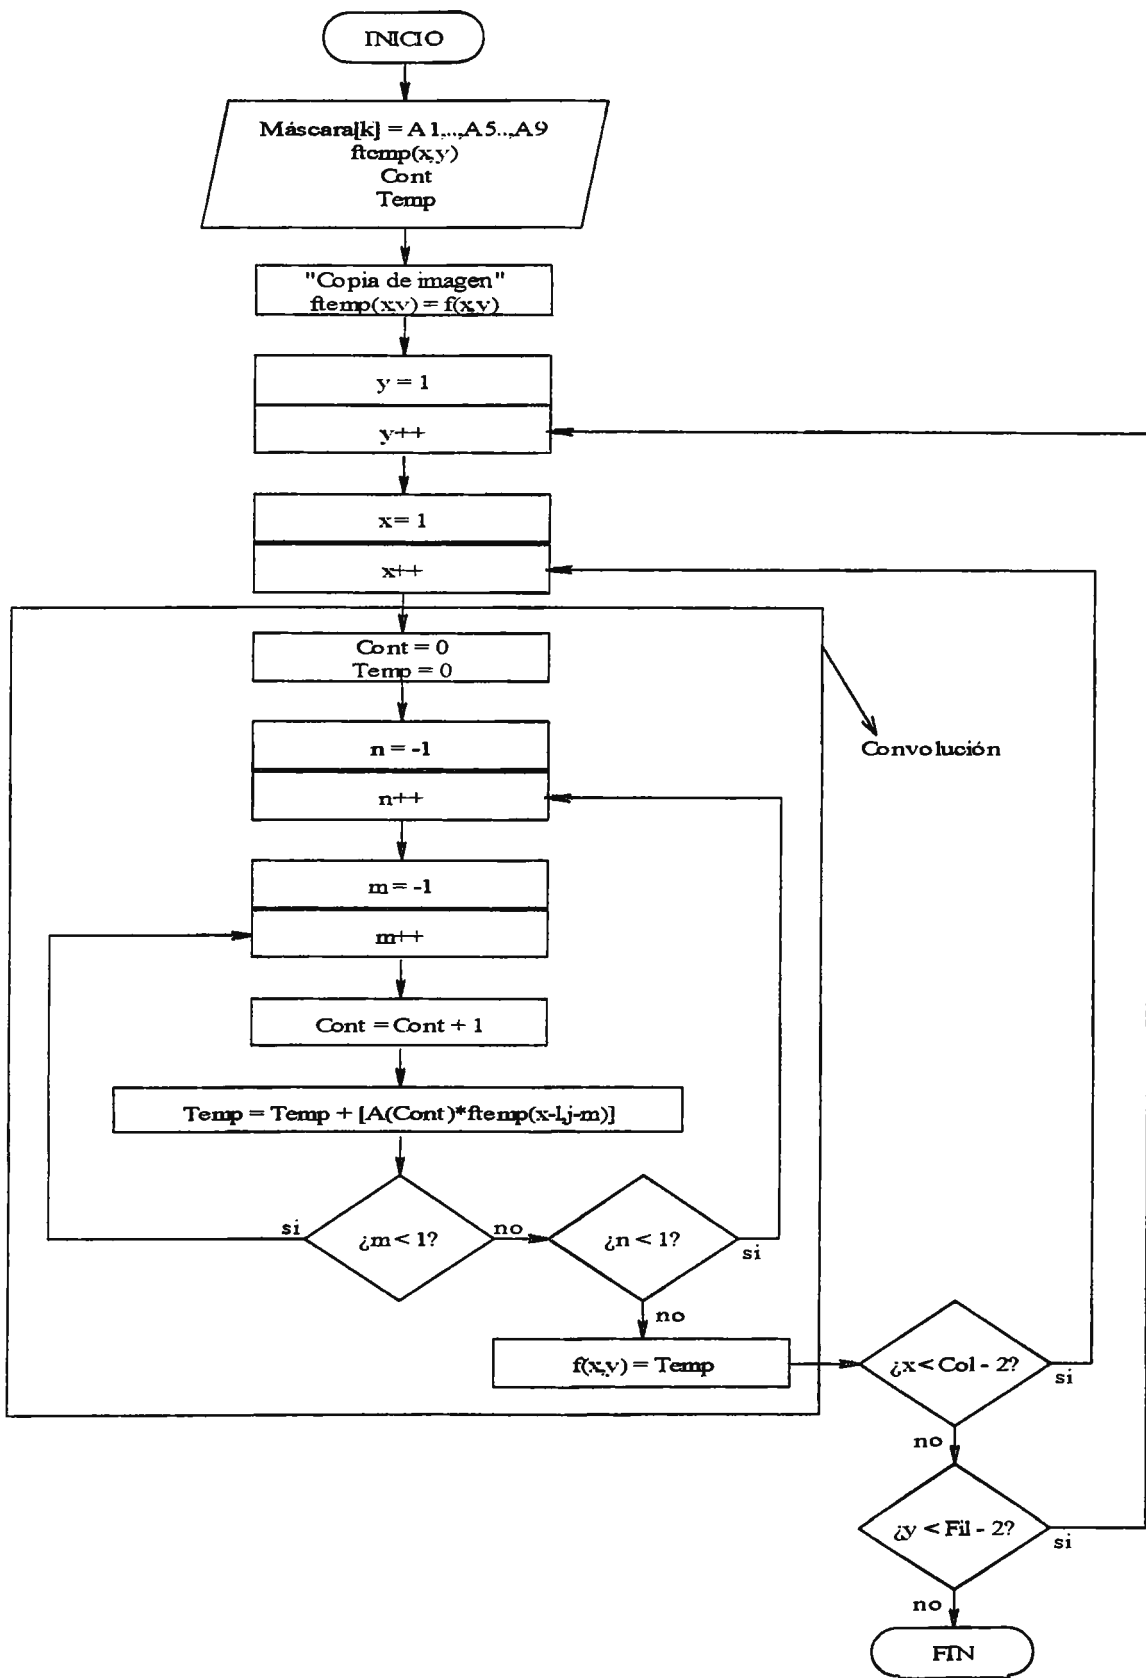 INICIO
Máscara[k] = A1,..,A5..,A9
ftemp(x,y)
Cont
Temp
"Copia de imagen"
ftemp(x,y) = f(x,y)
y = 1
y++
x= 1
x++
Cont = 0
Temp = 0
Convolución
n = -1
n++
m = -1
m++
Cont = Cont + 1
Temp = Temp + [A(Cont)*ftemp(x-l,j-m)]
si
¿m < 1?
no
¿n < 1?
si
no
f(x,y) = Temp
¿x< Col - 2?
si
no
¿y < Fil - 2?
si
no
FIN